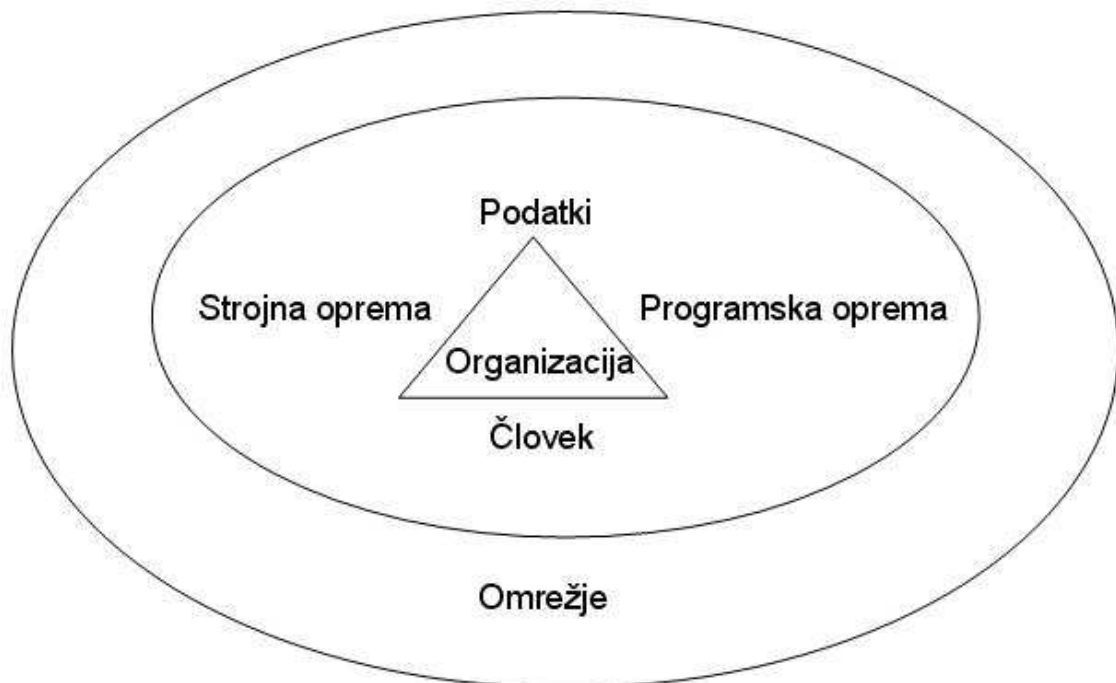 Podatki
Strojna oprema
Programska oprema
Organizacija
Človek
Omrežje